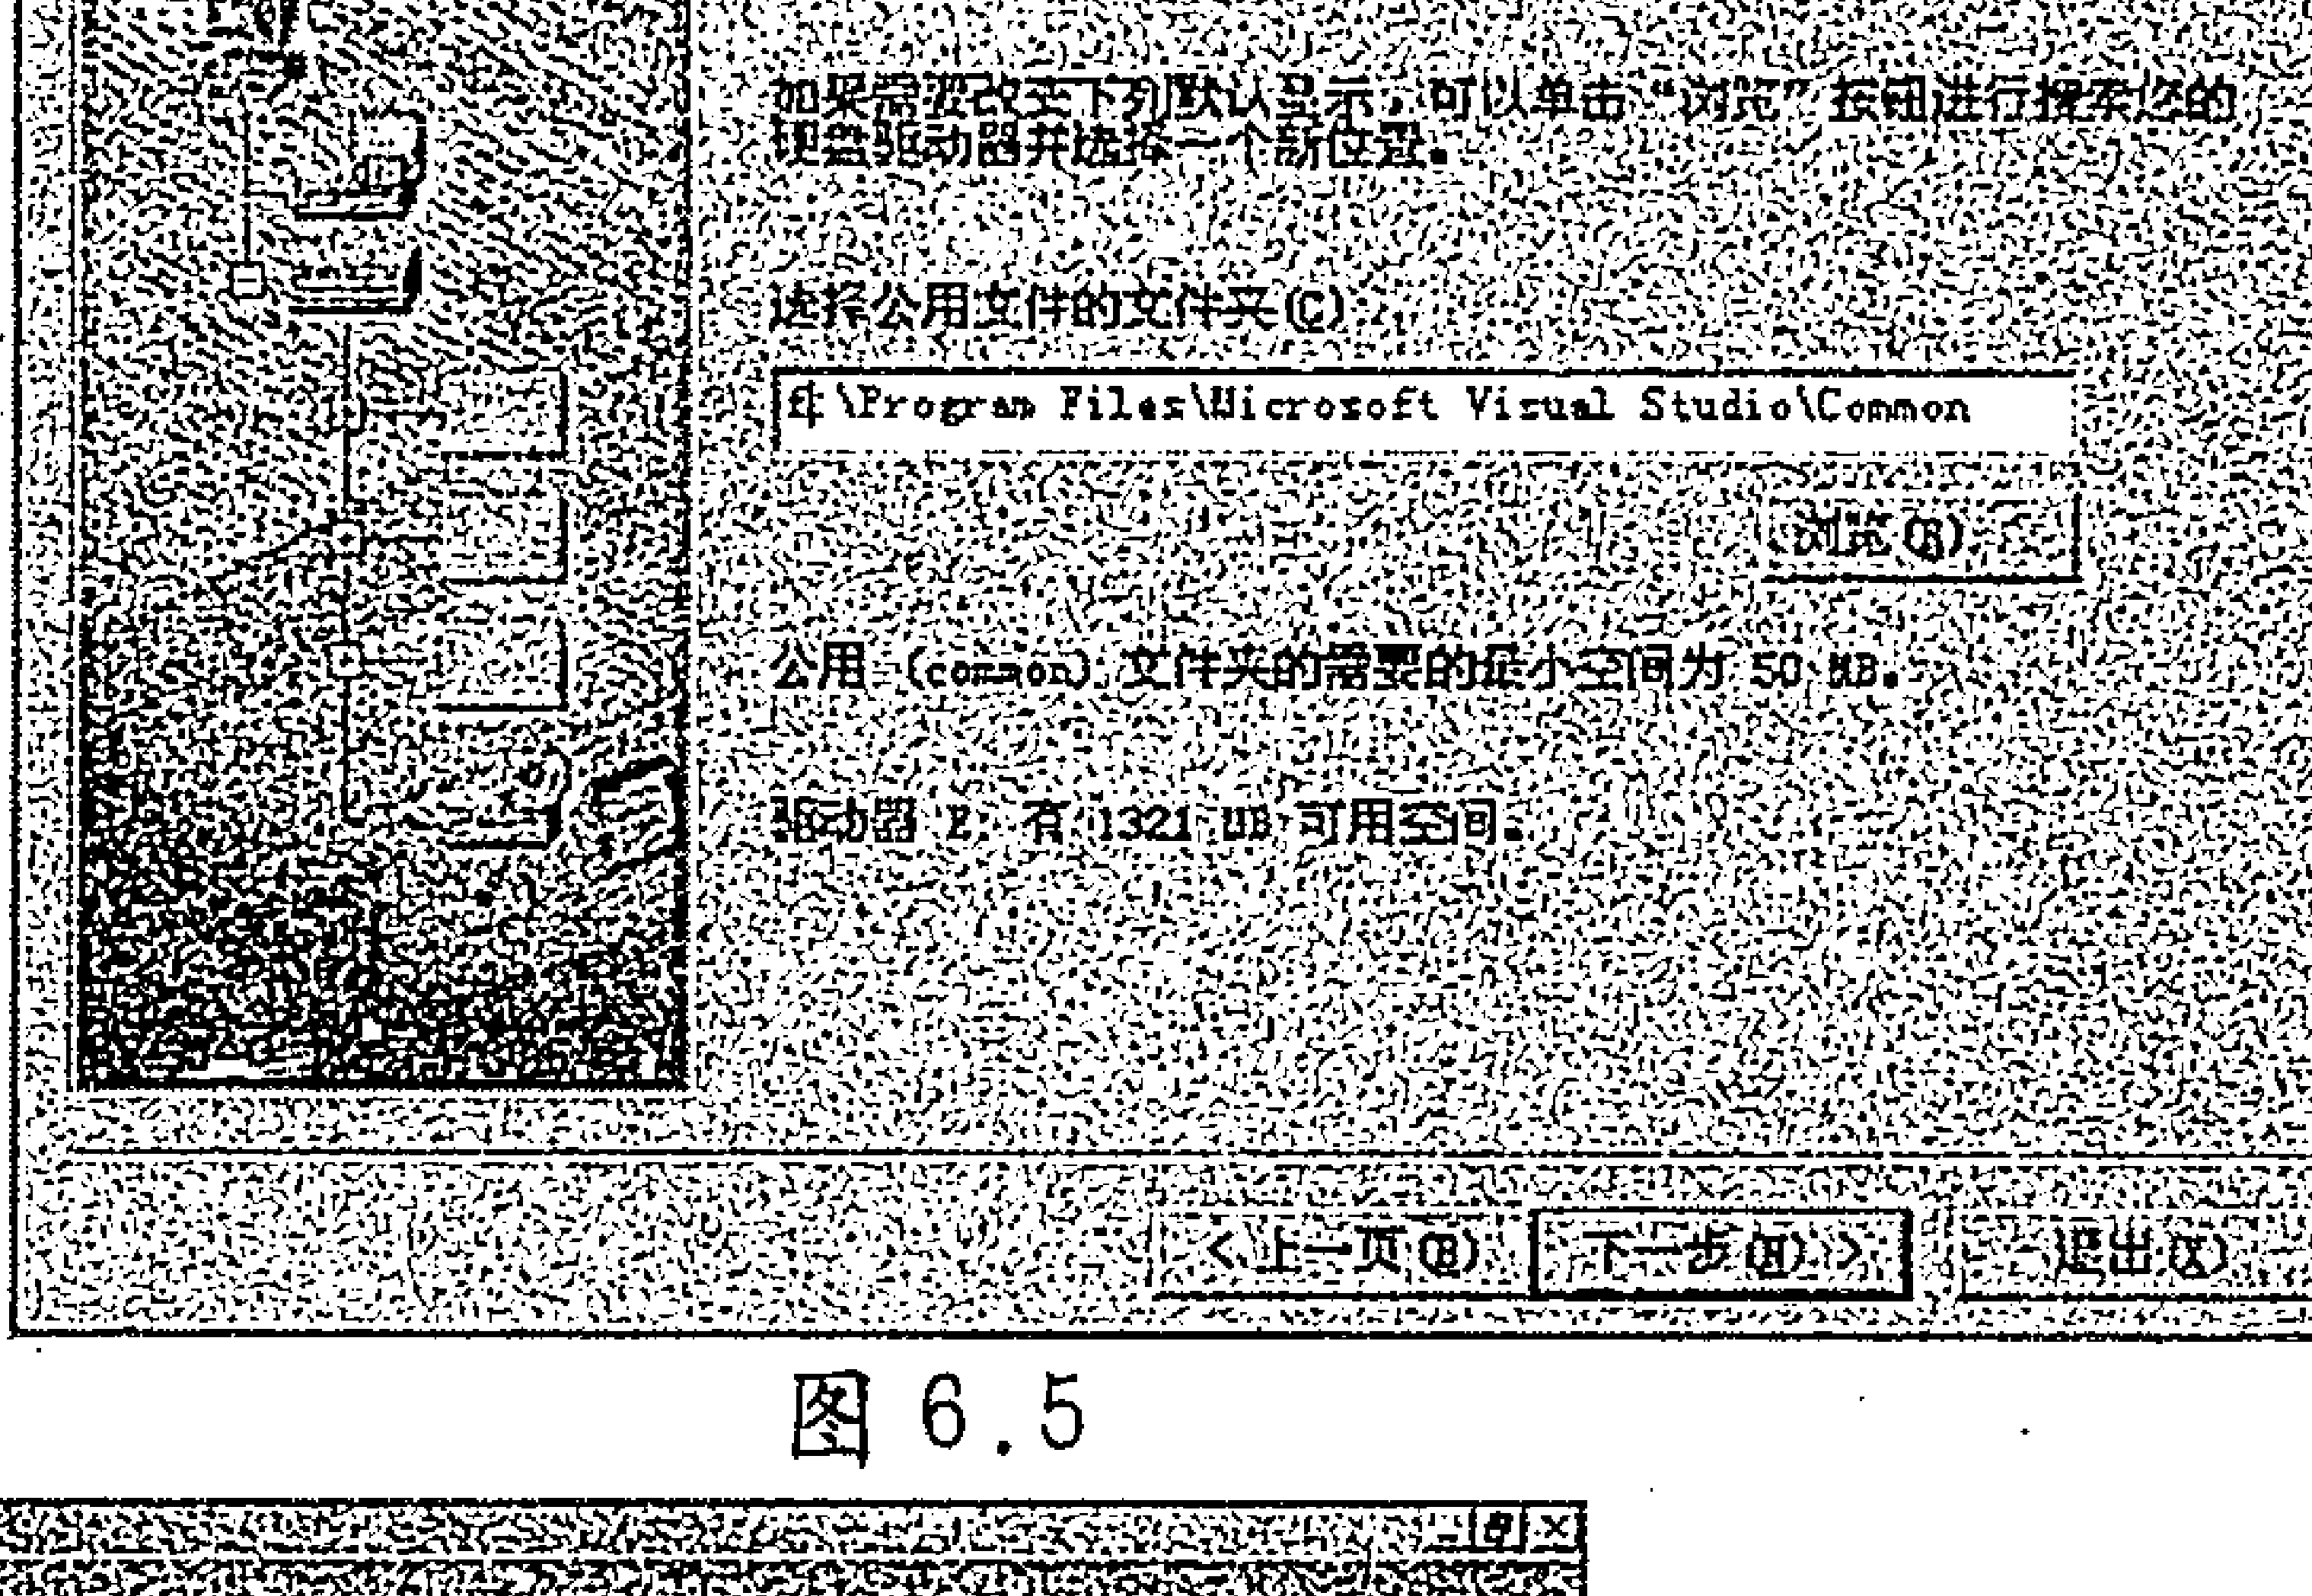 如果需要改变下列默认显示，可以单击“浏览”按钮进行搜索您的
硬盘驱动器并选择一个新位置。
选择公用文件的文件夹(C)
f:\Program Files\Microsoft Visual Studio\Common
浏览(R)
公用 (common) 文件夹的需要的最小空间为 50 MB。
驱动器 F: 有 1321 MB 可用空间。
< 上一页(B) 下一步(N) > 退出(X)
图 6.5